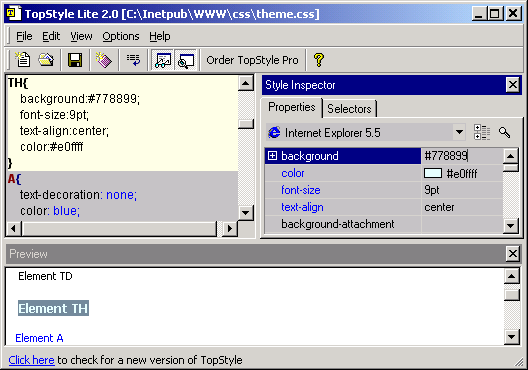 TopStyle Lite 2.0 [C:\Inetpub\WWW\css\theme.css]
File Edit View Options Help
Order TopStyle Pro
TH{
background:#778899;
font-size:9pt;
text-align:center;
color:#e0ffff
}
A{
text-decoration: none;
color: blue;
Style Inspector
Properties Selectors
Internet Explorer 5.5
background #778899
color #e0ffff
font-size 9pt
text-align center
background-attachment
Preview
Element TD
Element TH
Element A
Click here to check for a new version of TopStyle